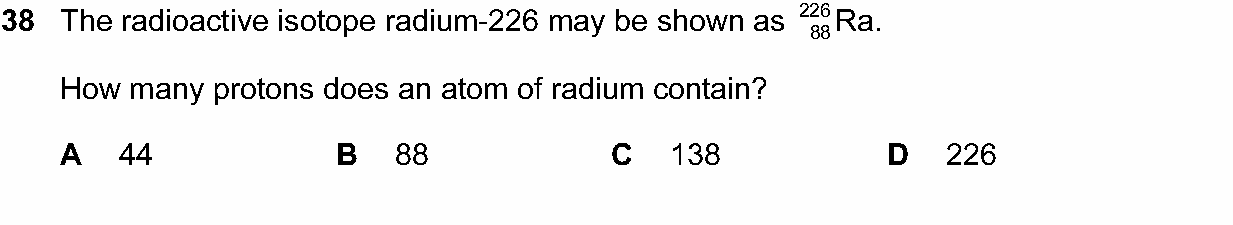 38 The radioactive isotope radium-226 may be shown as ²²⁶₈₈Ra.
How many protons does an atom of radium contain?
A 44 B 88 C 138 D 226